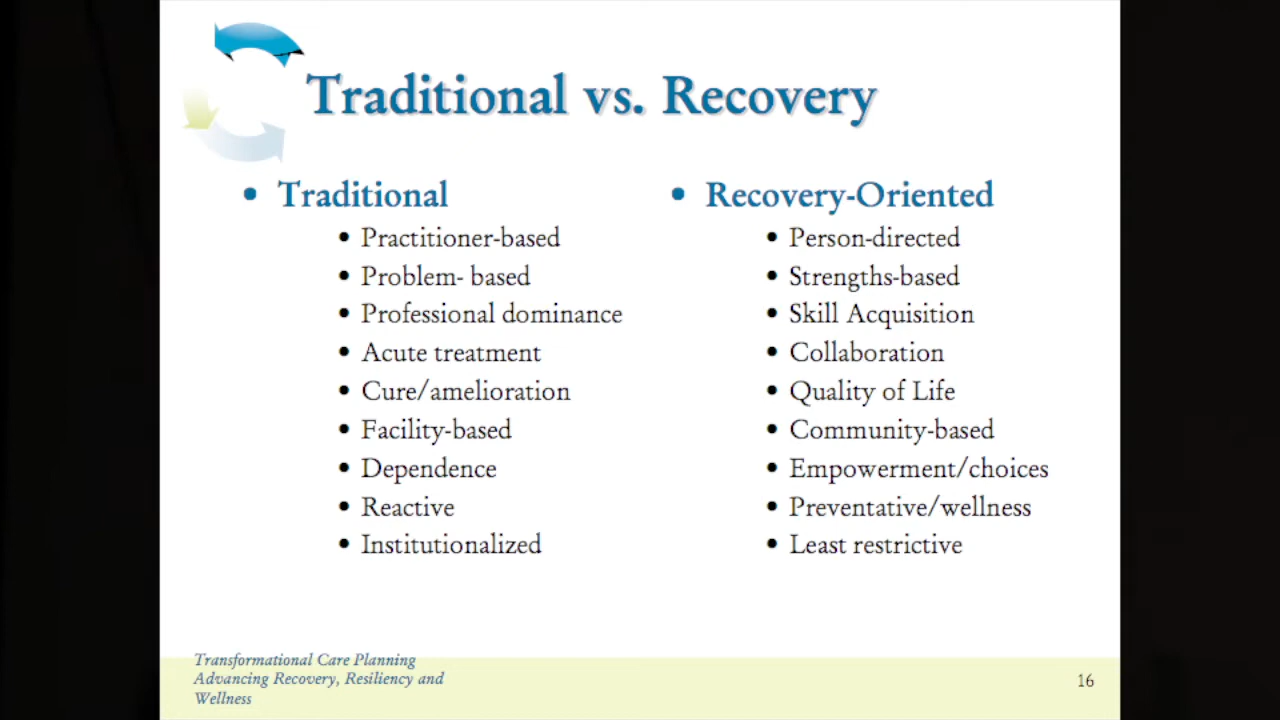 Traditional vs. Recovery
• Traditional
• Practitioner-based
• Problem- based
• Professional dominance
• Acute treatment
• Cure/amelioration
• Facility-based
• Dependence
• Reactive
• Institutionalized
• Recovery-Oriented
• Person-directed
• Strengths-based
• Skill Acquisition
• Collaboration
• Quality of Life
• Community-based
• Empowerment/choices
• Preventative/wellness
• Least restrictive
Transformational Care Planning
Advancing Recovery, Resiliency and
Wellness
16